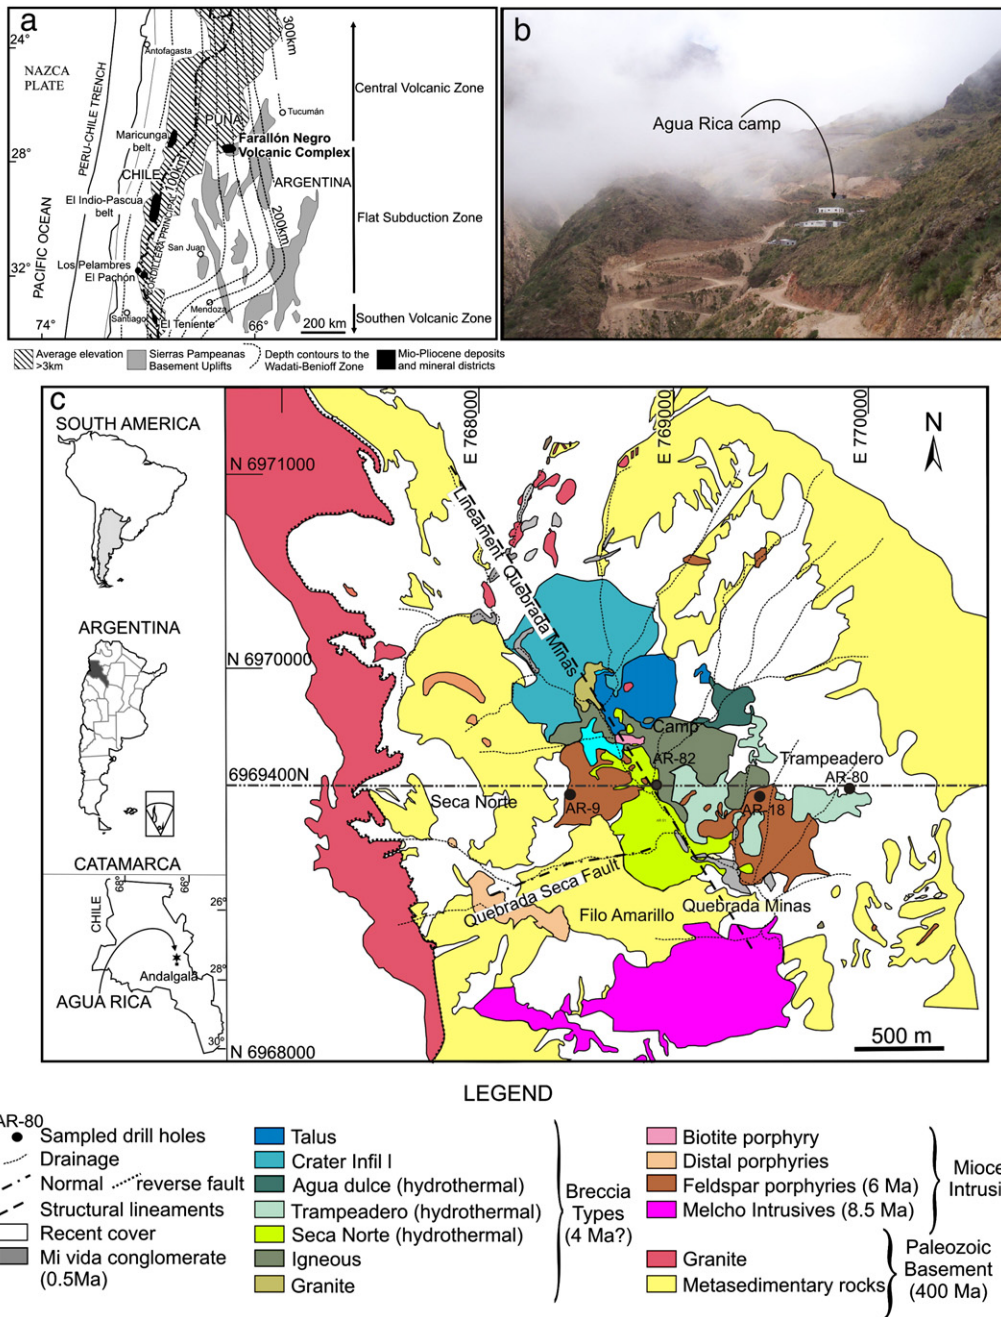 a
24°
28°
32°
74°
66°
NAZCA
PLATE
PERU-CHILE TRENCH
PACIFIC OCEAN
Antofagasta
300km
PUNA
Tucumán
Maricunga
belt
Farallón Negro
Volcanic Complex
CHILE
ARGENTINA
El Indio-Pascua
belt
CORDILLERA PRINCIPAL
100km
200km
San Juan
Los Pelambres
El Pachón
Mendoza
Santiago
El Teniente
200 km
Central Volcanic Zone
Flat Subduction Zone
Southen Volcanic Zone
Average elevation
>3km
Sierras Pampeanas
Basement Uplifts
Depth contours to the
Wadati-Benioff Zone
Mio-Pliocene deposits
and mineral districts
b
Agua Rica camp
c
SOUTH AMERICA
ARGENTINA
CATAMARCA
68°
66°
CHILE
26°
28°
30°
Andalgalá
AGUA RICA
E 768000
E 769000
E 770000
N
N 6971000
N 6970000
6969400N
N 6968000
Lineament Quebrada Minas
Camp
AR-82
Trampeadero
AR-80
AR-9
AR-18
Seca Norte
Quebrada Seca Fault
Filo Amarillo
Quebrada Minas
500 m
LEGEND
AR-80
Sampled drill holes
Drainage
Normal
reverse fault
Structural lineaments
Recent cover
Mi vida conglomerate
(0.5Ma)
Talus
Crater Infil l
Agua dulce (hydrothermal)
Trampeadero (hydrothermal)
Seca Norte (hydrothermal)
Igneous
Granite
Breccia
Types
(4 Ma?)
Biotite porphyry
Distal porphyries
Feldspar porphyries (6 Ma)
Melcho Intrusives (8.5 Ma)
Mioce
Intrusi
Granite
Metasedimentary rocks
Paleozoic
Basement
(400 Ma)